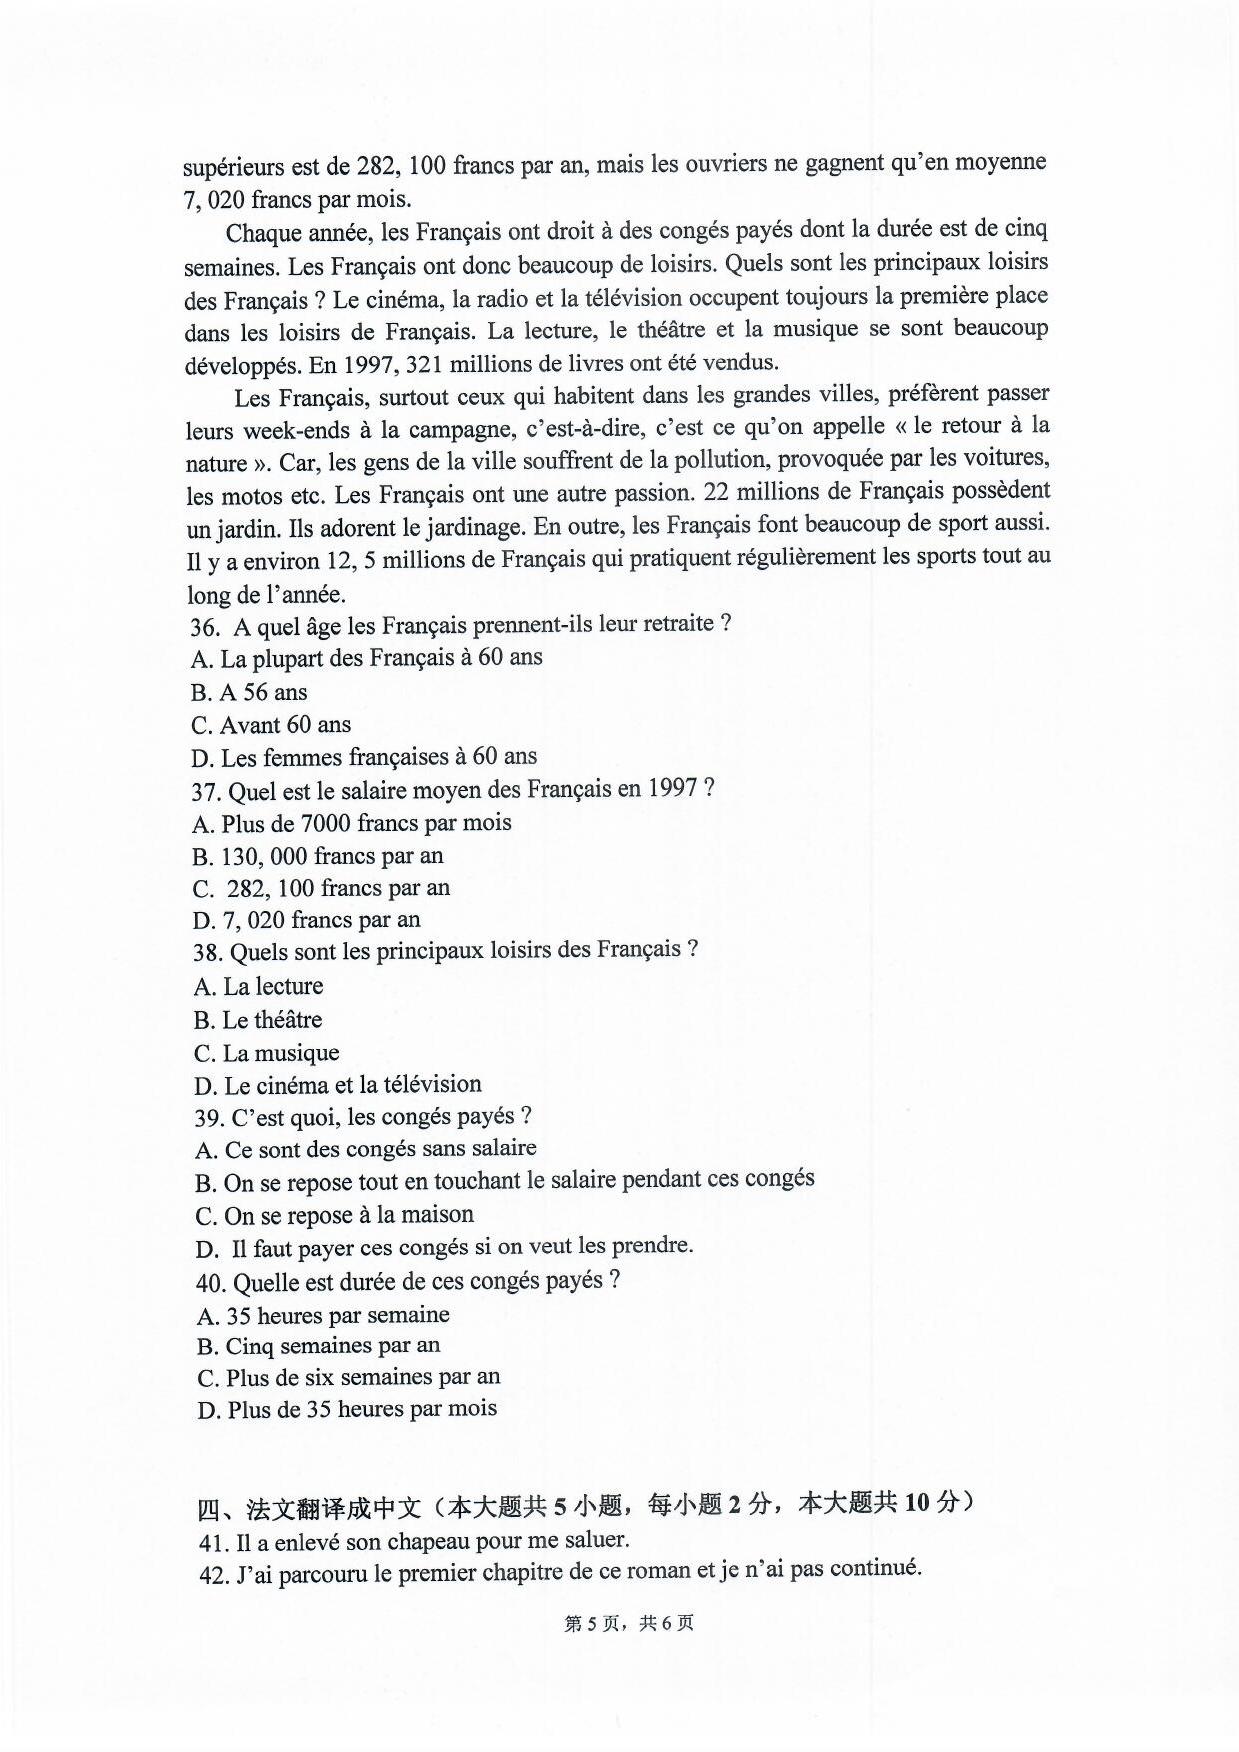 supérieurs est de 282, 100 francs par an, mais les ouvriers ne gagnent qu'en moyenne
7, 020 francs par mois.
Chaque année, les Français ont droit à des congés payés dont la durée est de cinq
semaines. Les Français ont donc beaucoup de loisirs. Quels sont les principaux loisirs
des Français ? Le cinéma, la radio et la télévision occupent toujours la première place
dans les loisirs de Français. La lecture, le théâtre et la musique se sont beaucoup
développés. En 1997, 321 millions de livres ont été vendus.
Les Français, surtout ceux qui habitent dans les grandes villes, préfèrent passer
leurs week-ends à la campagne, c'est-à-dire, c'est ce qu'on appelle « le retour à la
nature ». Car, les gens de la ville souffrent de la pollution, provoquée par les voitures,
les motos etc. Les Français ont une autre passion. 22 millions de Français possèdent
un jardin. Ils adorent le jardinage. En outre, les Français font beaucoup de sport aussi.
Il y a environ 12, 5 millions de Français qui pratiquent régulièrement les sports tout au
long de l'année.
36. A quel âge les Français prennent-ils leur retraite ?
A. La plupart des Français à 60 ans
B. A 56 ans
C. Avant 60 ans
D. Les femmes françaises à 60 ans
37. Quel est le salaire moyen des Français en 1997 ?
A. Plus de 7000 francs par mois
B. 130, 000 francs par an
C. 282, 100 francs par an
D. 7, 020 francs par an
38. Quels sont les principaux loisirs des Français ?
A. La lecture
B. Le théâtre
C. La musique
D. Le cinéma et la télévision
39. C'est quoi, les congés payés ?
A. Ce sont des congés sans salaire
B. On se repose tout en touchant le salaire pendant ces congés
C. On se repose à la maison
D. Il faut payer ces congés si on veut les prendre.
40. Quelle est durée de ces congés payés ?
A. 35 heures par semaine
B. Cinq semaines par an
C. Plus de six semaines par an
D. Plus de 35 heures par mois
四、法文翻译成中文（本大题共 5 小题，每小题 2 分，本大题共 10 分）
41. Il a enlevé son chapeau pour me saluer.
42. J'ai parcouru le premier chapitre de ce roman et je n'ai pas continué.
第 5 页，共 6 页